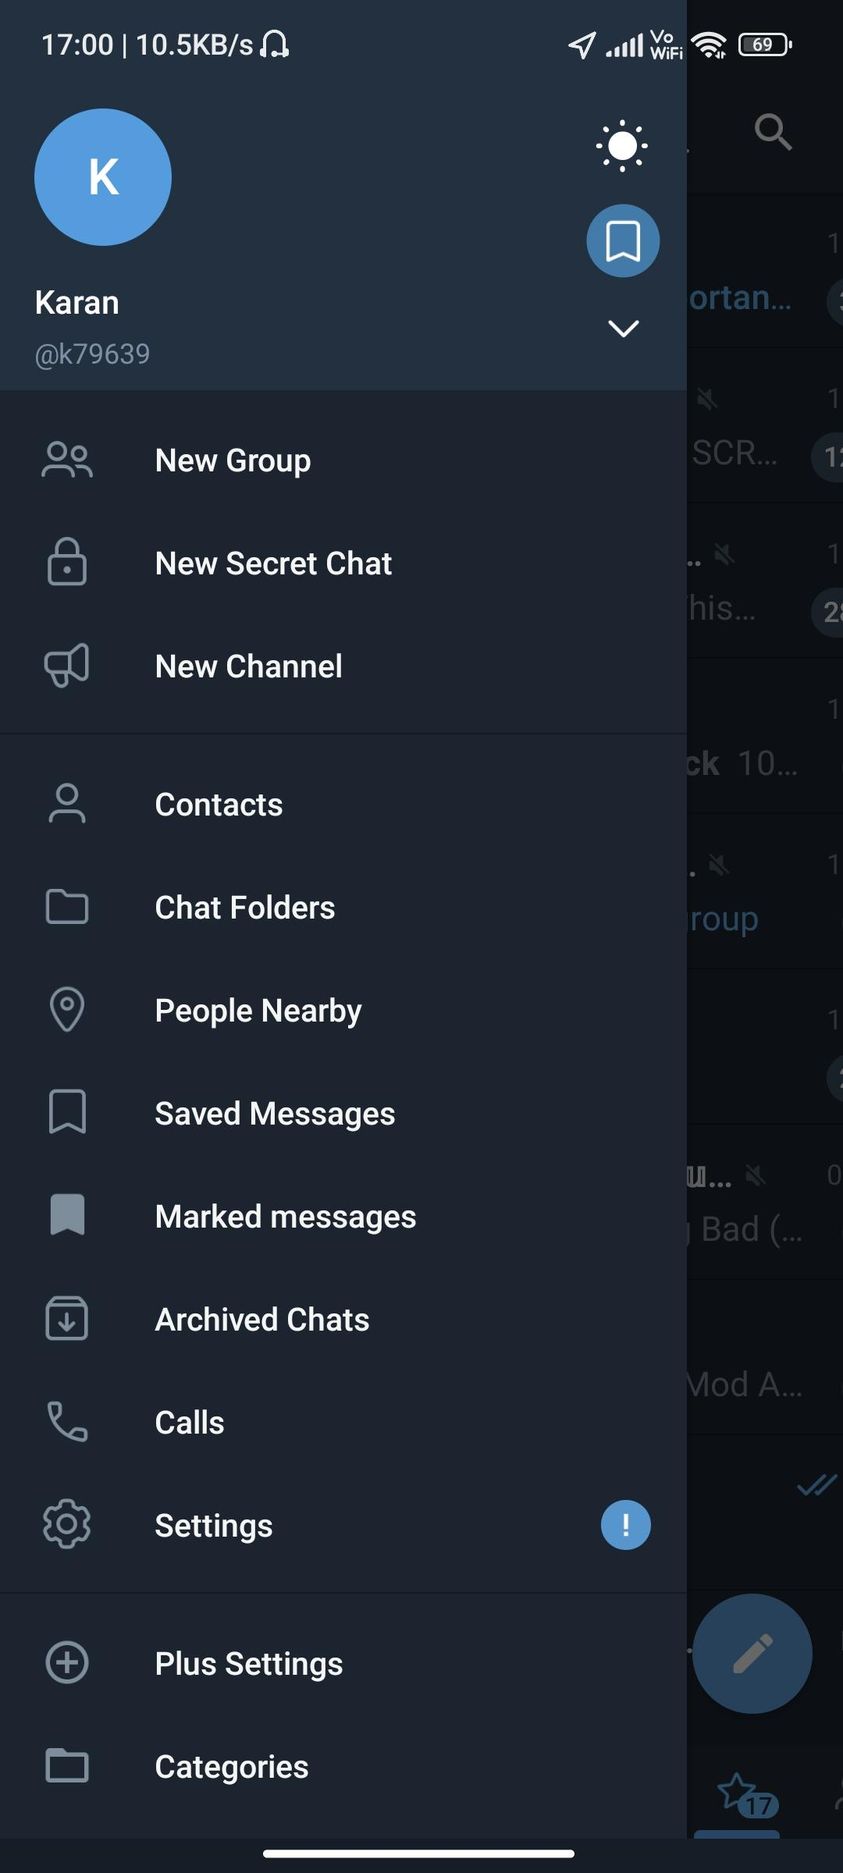 17:00 | 10.5KB/s
Vo
WiFi
69
K
Karan
@k79639
ortan...
New Group
SCR...
New Secret Chat
his...
New Channel
ck 10...
Contacts
Chat Folders
roup
People Nearby
Saved Messages
Marked messages
Bad (...
Archived Chats
Mod A...
Calls
Settings
!
Plus Settings
Categories
17